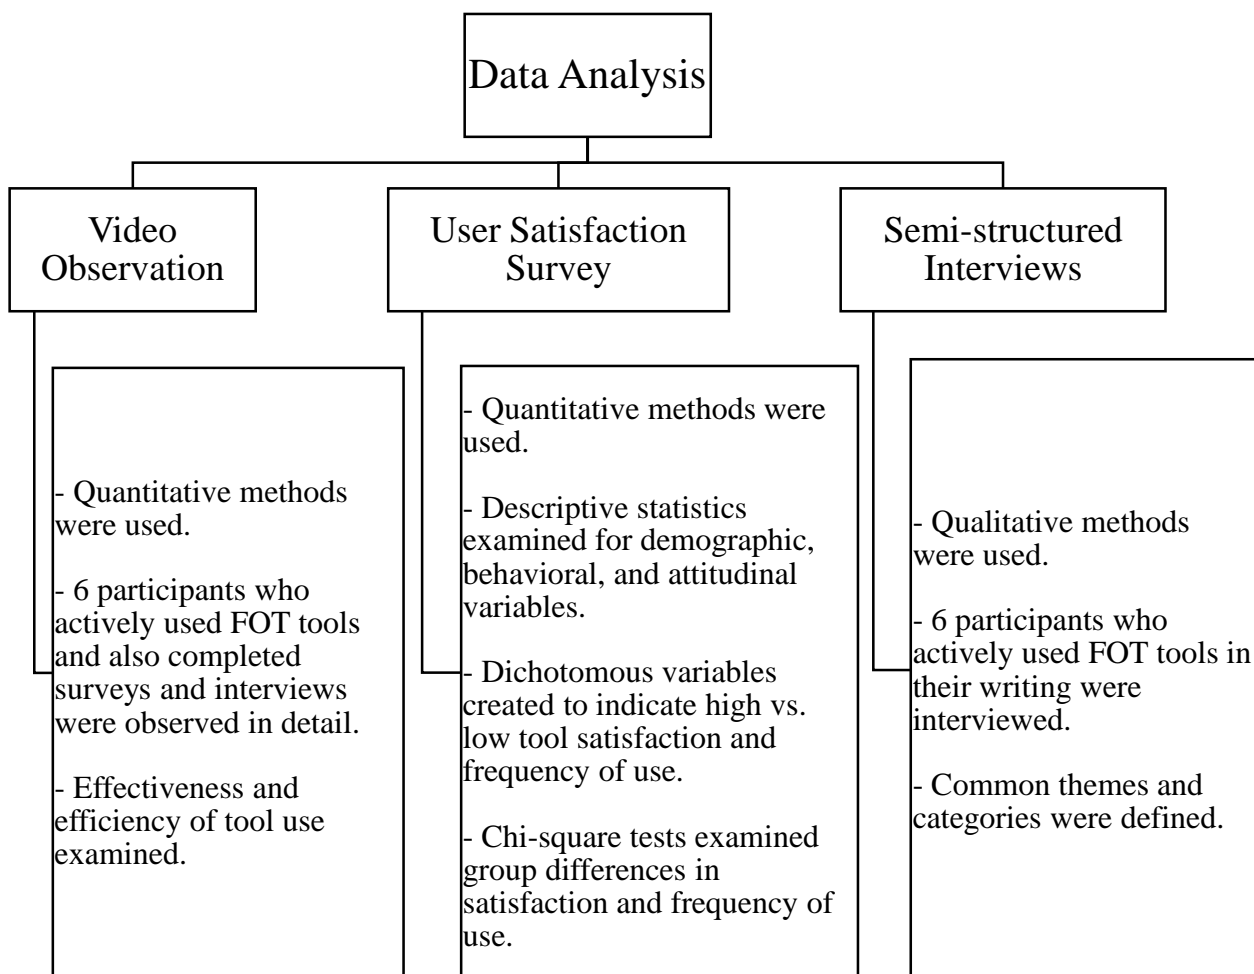 Data Analysis
Video
Observation
User Satisfaction
Survey
Semi-structured
Interviews
- Quantitative methods
were used.
- 6 participants who
actively used FOT tools
and also completed
surveys and interviews
were observed in detail.
- Effectiveness and
efficiency of tool use
examined.
- Quantitative methods were
used.
- Descriptive statistics
examined for demographic,
behavioral, and attitudinal
variables.
- Dichotomous variables
created to indicate high vs.
low tool satisfaction and
frequency of use.
- Chi-square tests examined
group differences in
satisfaction and frequency of
use.
- Qualitative methods
were used.
- 6 participants who
actively used FOT tools in
their writing were
interviewed.
- Common themes and
categories were defined.